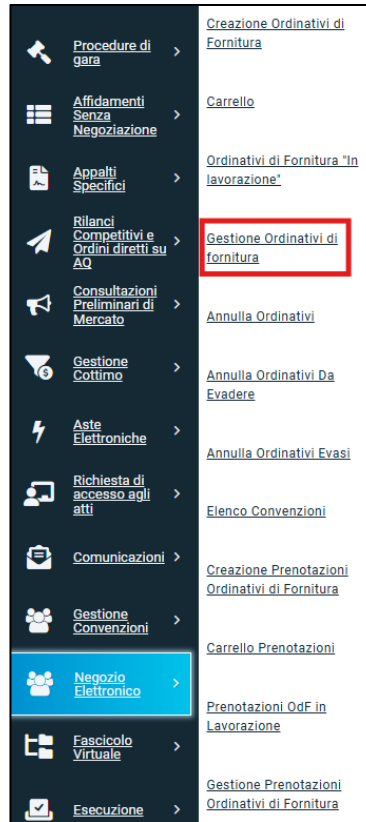 Procedure di
gara
Affidamenti
Senza
Negoziazione
Appalti
Specifici
Rilanci
Competitivi e
Ordini diretti su
AQ
Consultazioni
Preliminari di
Mercato
Gestione
Cottimo
Aste
Elettroniche
Richiesta di
accesso agli
atti
Comunicazioni
Gestione
Convenzioni
Negozio
Elettronico
Fascicolo
Virtuale
Esecuzione
Creazione Ordinativi di
Fornitura
Carrello
Ordinativi di Fornitura "In
lavorazione"
Gestione Ordinativi di
fornitura
Annulla Ordinativi
Annulla Ordinativi Da
Evadere
Annulla Ordinativi Evasi
Elenco Convenzioni
Creazione Prenotazioni
Ordinativi di Fornitura
Carrello Prenotazioni
Prenotazioni OdF in
Lavorazione
Gestione Prenotazioni
Ordinativi di Fornitura